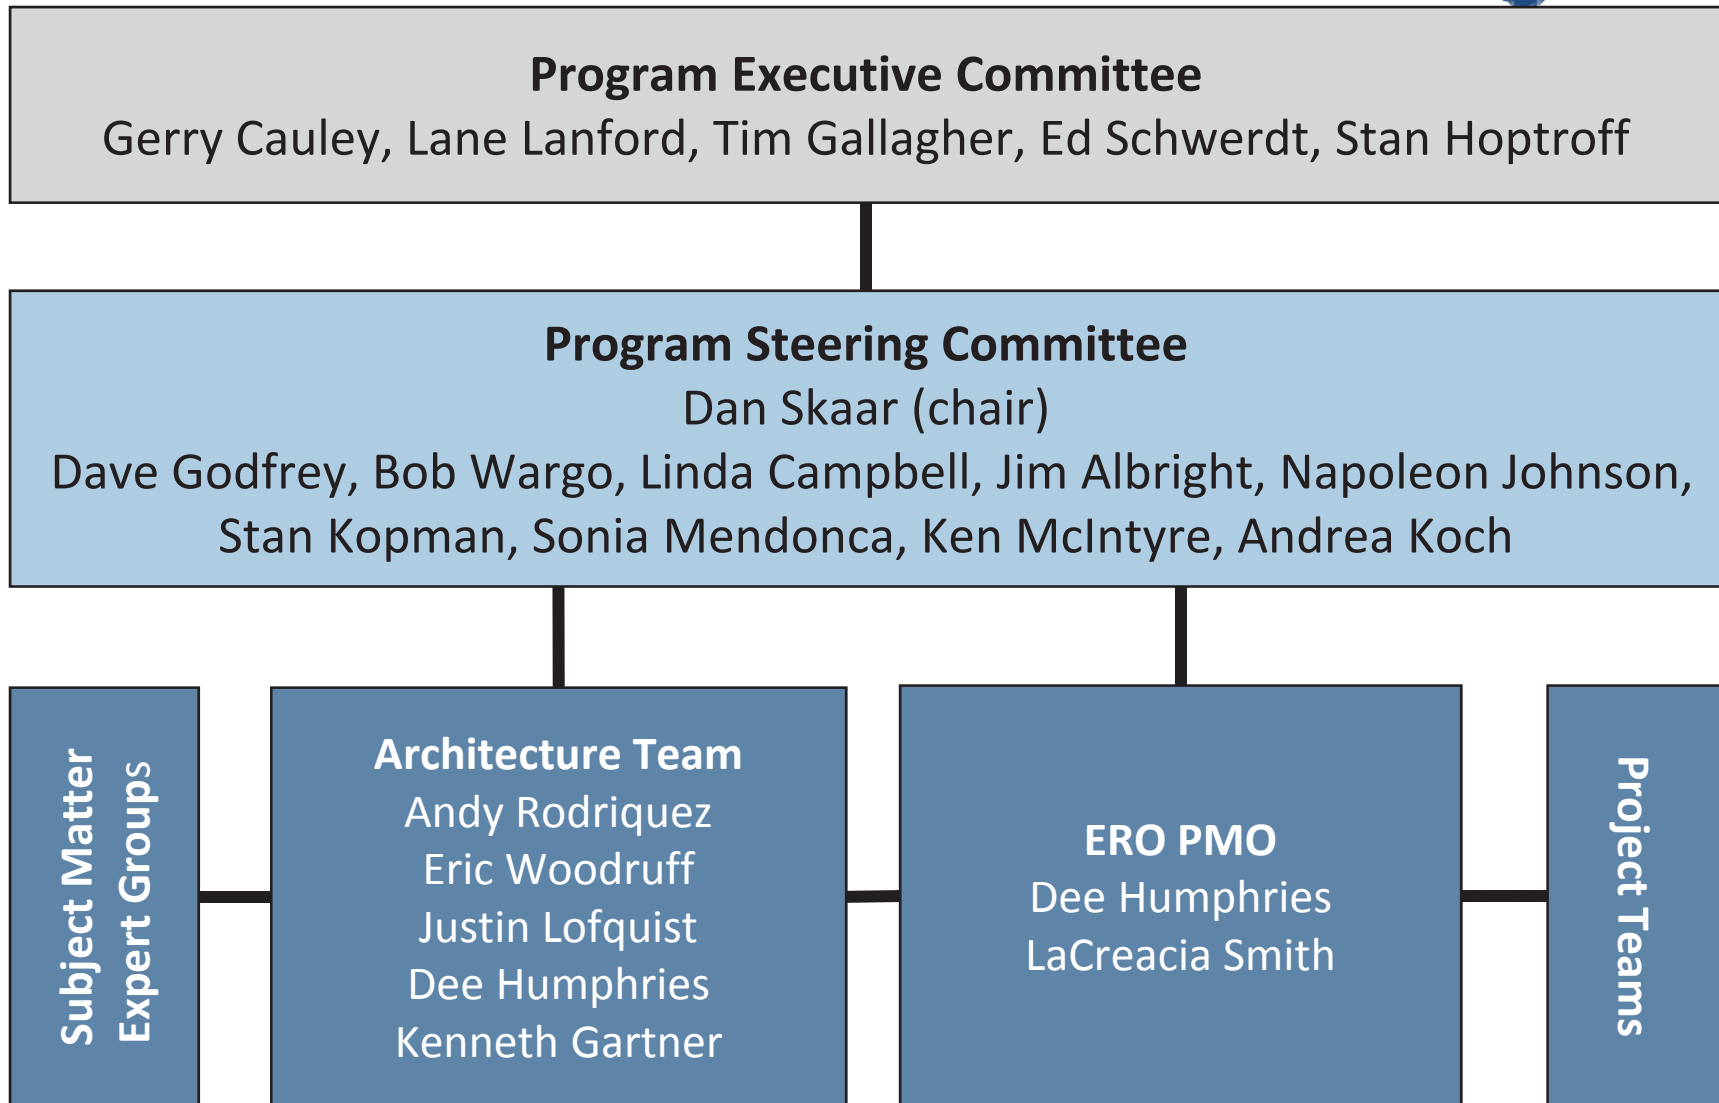 Program Executive Committee
Gerry Cauley, Lane Lanford, Tim Gallagher, Ed Schwerdt, Stan Hoptroff
Program Steering Committee
Dan Skaar (chair)
Dave Godfrey, Bob Wargo, Linda Campbell, Jim Albright, Napoleon Johnson,
Stan Kopman, Sonia Mendonca, Ken McIntyre, Andrea Koch
Subject Matter
Expert Groups
Architecture Team
Andy Rodriquez
Eric Woodruff
Justin Lofquist
Dee Humphries
Kenneth Gartner
ERO PMO
Dee Humphries
LaCreacia Smith
Project Teams